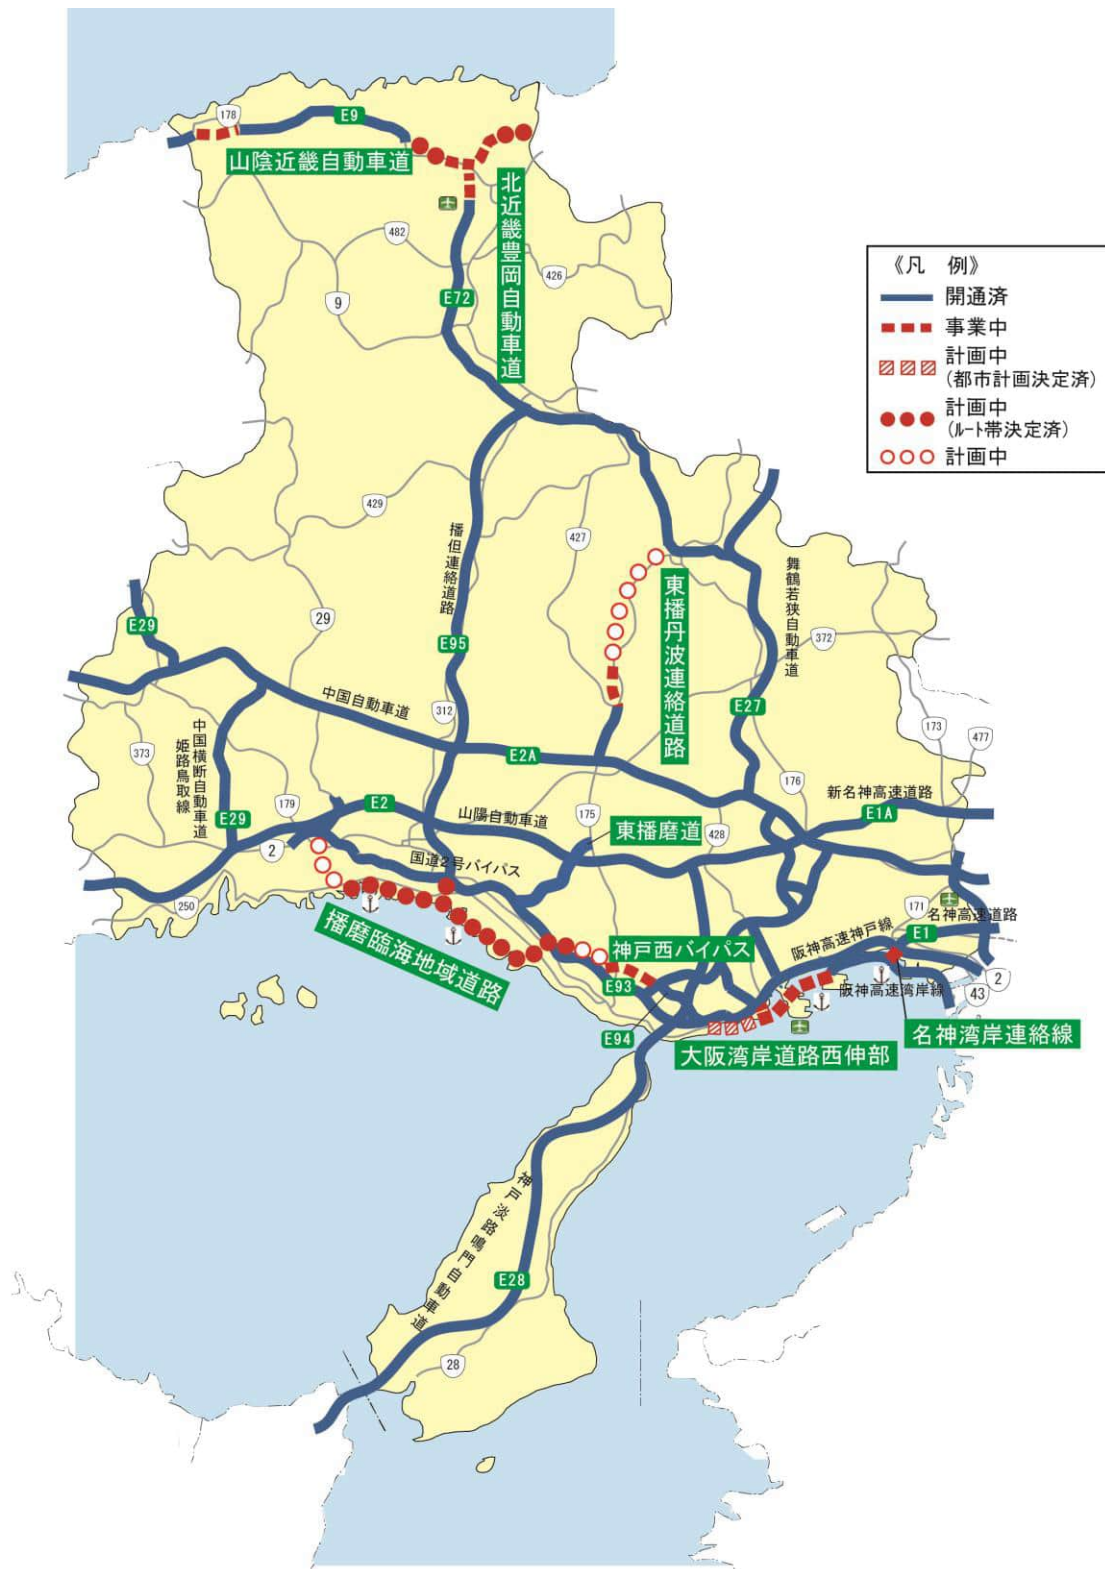 178
E9
山陰近畿自動車道
北近畿豊岡自動車道
482
426
9
E72
《凡　例》
開通済
事業中
計画中
(都市計画決定済)
計画中
(ルート帯決定済)
計画中
429
427
播但連絡道路
東播丹波連絡道路
舞鶴若狭自動車道
E29
29
E95
372
中国自動車道
312
E27
173
477
373
中国横断自動車道
姫路鳥取線
E2A
176
新名神高速道路
E1A
179
E2
E29
山陽自動車道
175
東播磨道
428
2
国道2号バイパス
250
171
名神高速道路
E1
播磨臨海地域道路
神戸西バイパス
阪神高速神戸線
E93
阪神高速湾岸線
2
43
E94
大阪湾岸道路西伸部
名神湾岸連絡線
神戸淡路鳴門自動車道
E28
28